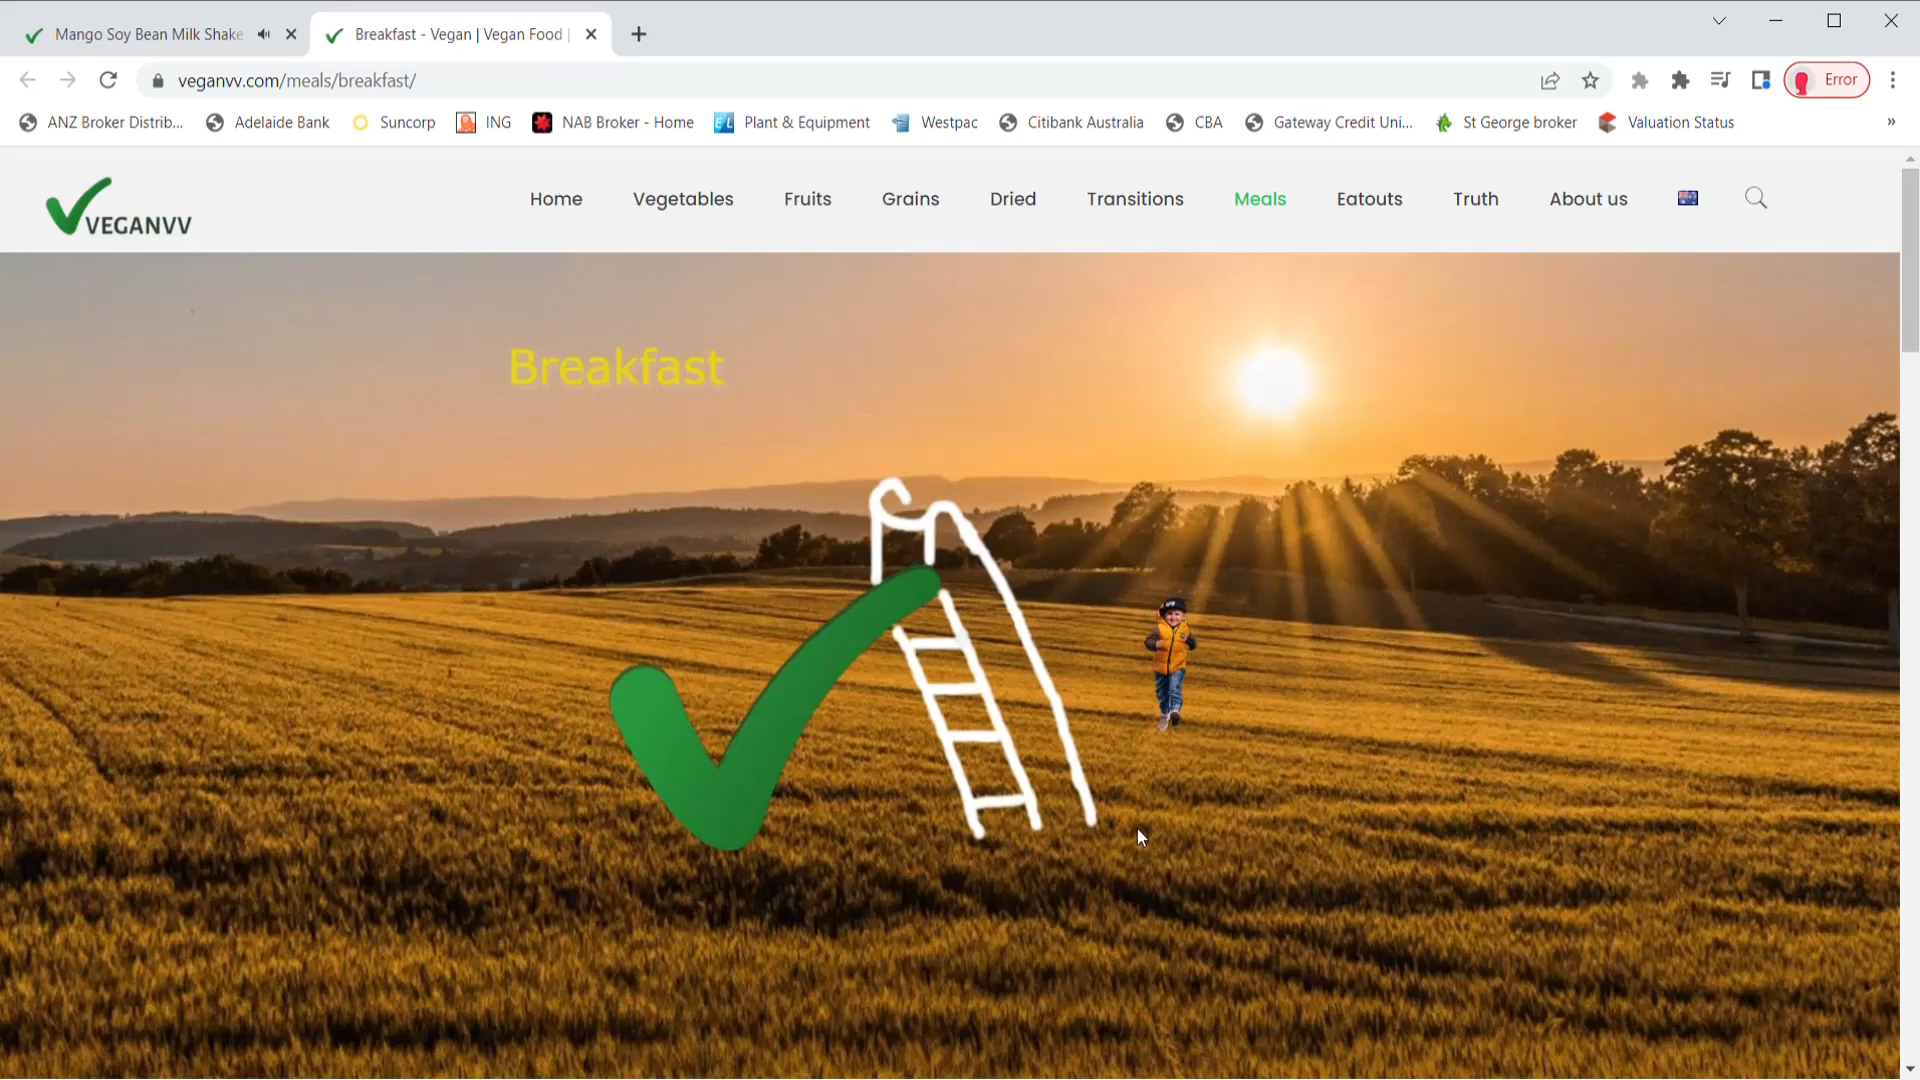 Mango Soy Bean Milk Shake
Breakfast - Vegan | Vegan Food |
veganvv.com/meals/breakfast/
Error
ANZ Broker Distrib... Adelaide Bank Suncorp ING NAB Broker - Home Plant & Equipment Westpac Citibank Australia CBA Gateway Credit Uni... St George broker Valuation Status »
VEGANVV
Home Vegetables Fruits Grains Dried Transitions Meals Eatouts Truth About us
Breakfast